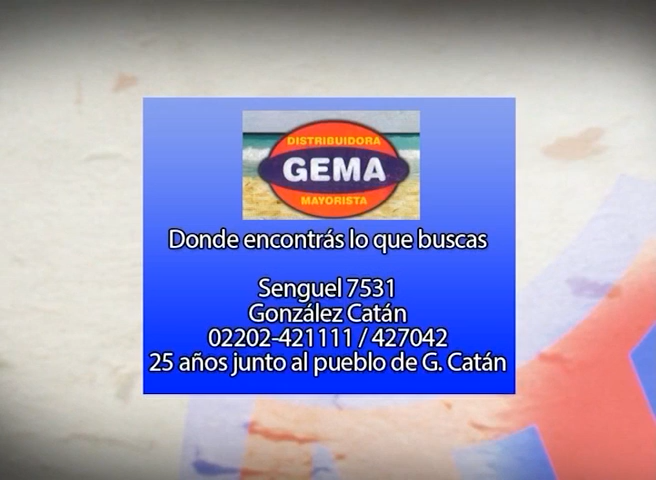 DISTRIBUIDORA
GEMA
MAYORISTA
Donde encontrás lo que buscas
Senguel 7531
González Catán
02202-421111 / 427042
25 años junto al pueblo de G. Catán